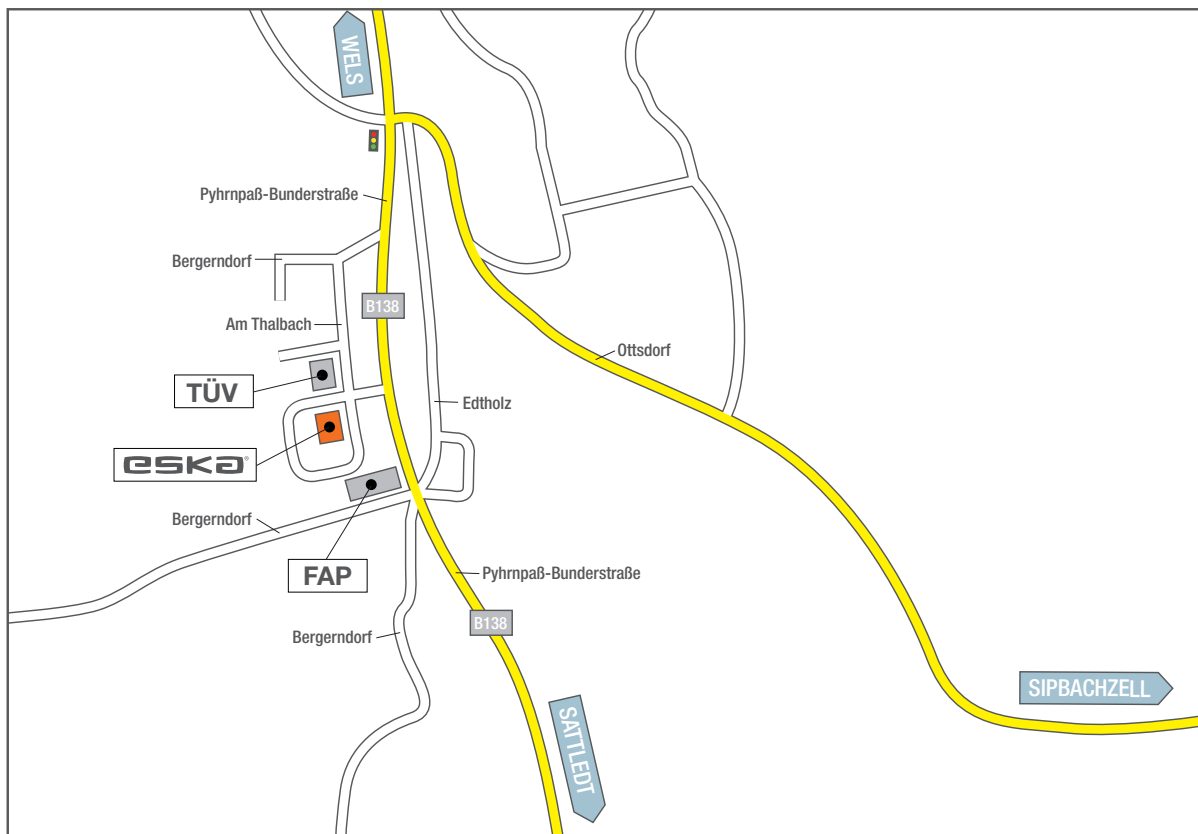 WELS
Pyhrnpaß-Bunderstraße
Bergerndorf
B138
Am Thalbach
Ottsdorf
TÜV
Edtholz
eska®
Bergerndorf
FAP
Pyhrnpaß-Bunderstraße
B138
Bergerndorf
SIPBACHZELL
SATTLEDT